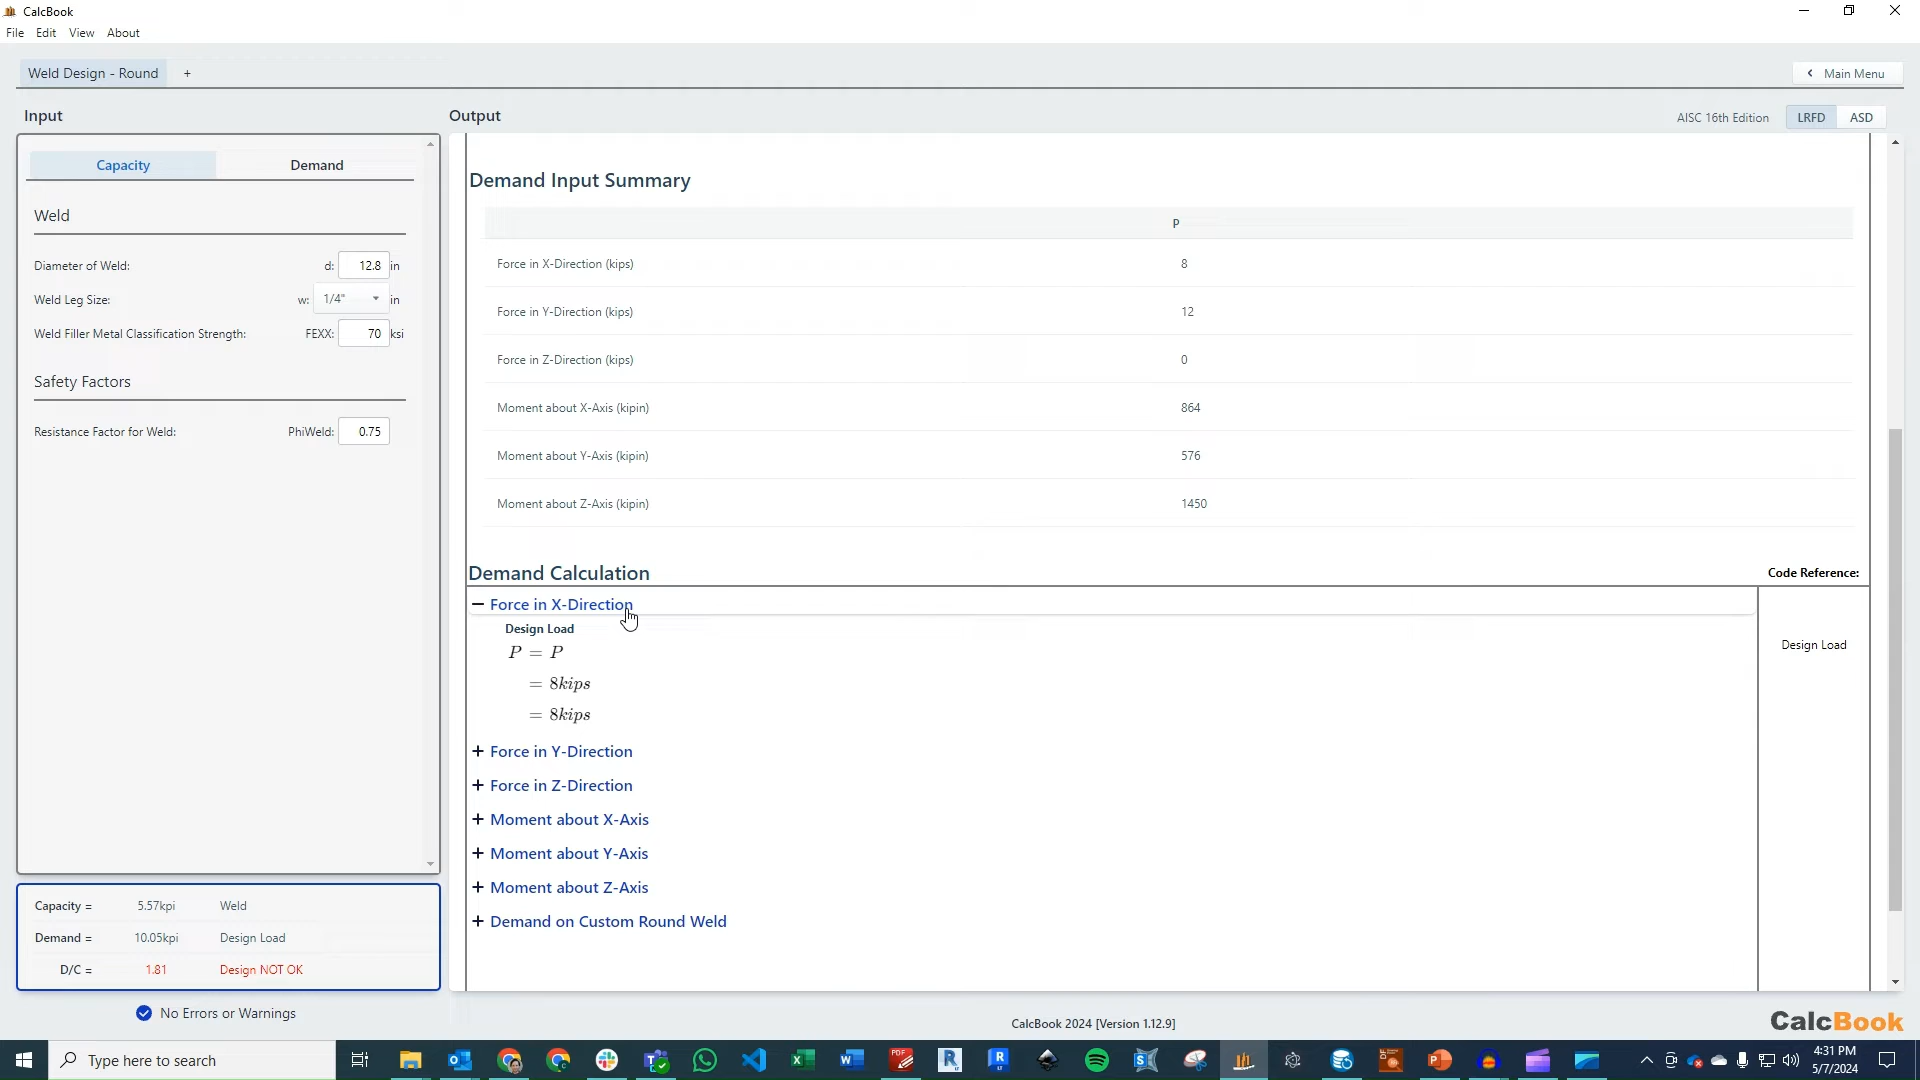 CalcBook
File Edit View About
Weld Design - Round +
Main Menu
Input
Output
AISC 16th Edition LRFD ASD
Capacity Demand
Weld
Diameter of Weld: d: 12.8 in
Weld Leg Size: w: 1/4" in
Weld Filler Metal Classification Strength: FEXX: 70 ksi
Safety Factors
Resistance Factor for Weld: PhiWeld: 0.75
Capacity = 5.57kpi Weld
Demand = 10.05kpi Design Load
D/C = 1.81 Design NOT OK
No Errors or Warnings
Demand Input Summary
P
Force in X-Direction (kips) 8
Force in Y-Direction (kips) 12
Force in Z-Direction (kips) 0
Moment about X-Axis (kipin) 864
Moment about Y-Axis (kipin) 576
Moment about Z-Axis (kipin) 1450
Demand Calculation Code Reference:
− Force in X-Direction
Design Load
P = P Design Load
= 8kips
= 8kips
+ Force in Y-Direction
+ Force in Z-Direction
+ Moment about X-Axis
+ Moment about Y-Axis
+ Moment about Z-Axis
+ Demand on Custom Round Weld
CalcBook 2024 [Version 1.12.9]
CalcBook
Type here to search
4:31 PM
5/7/2024